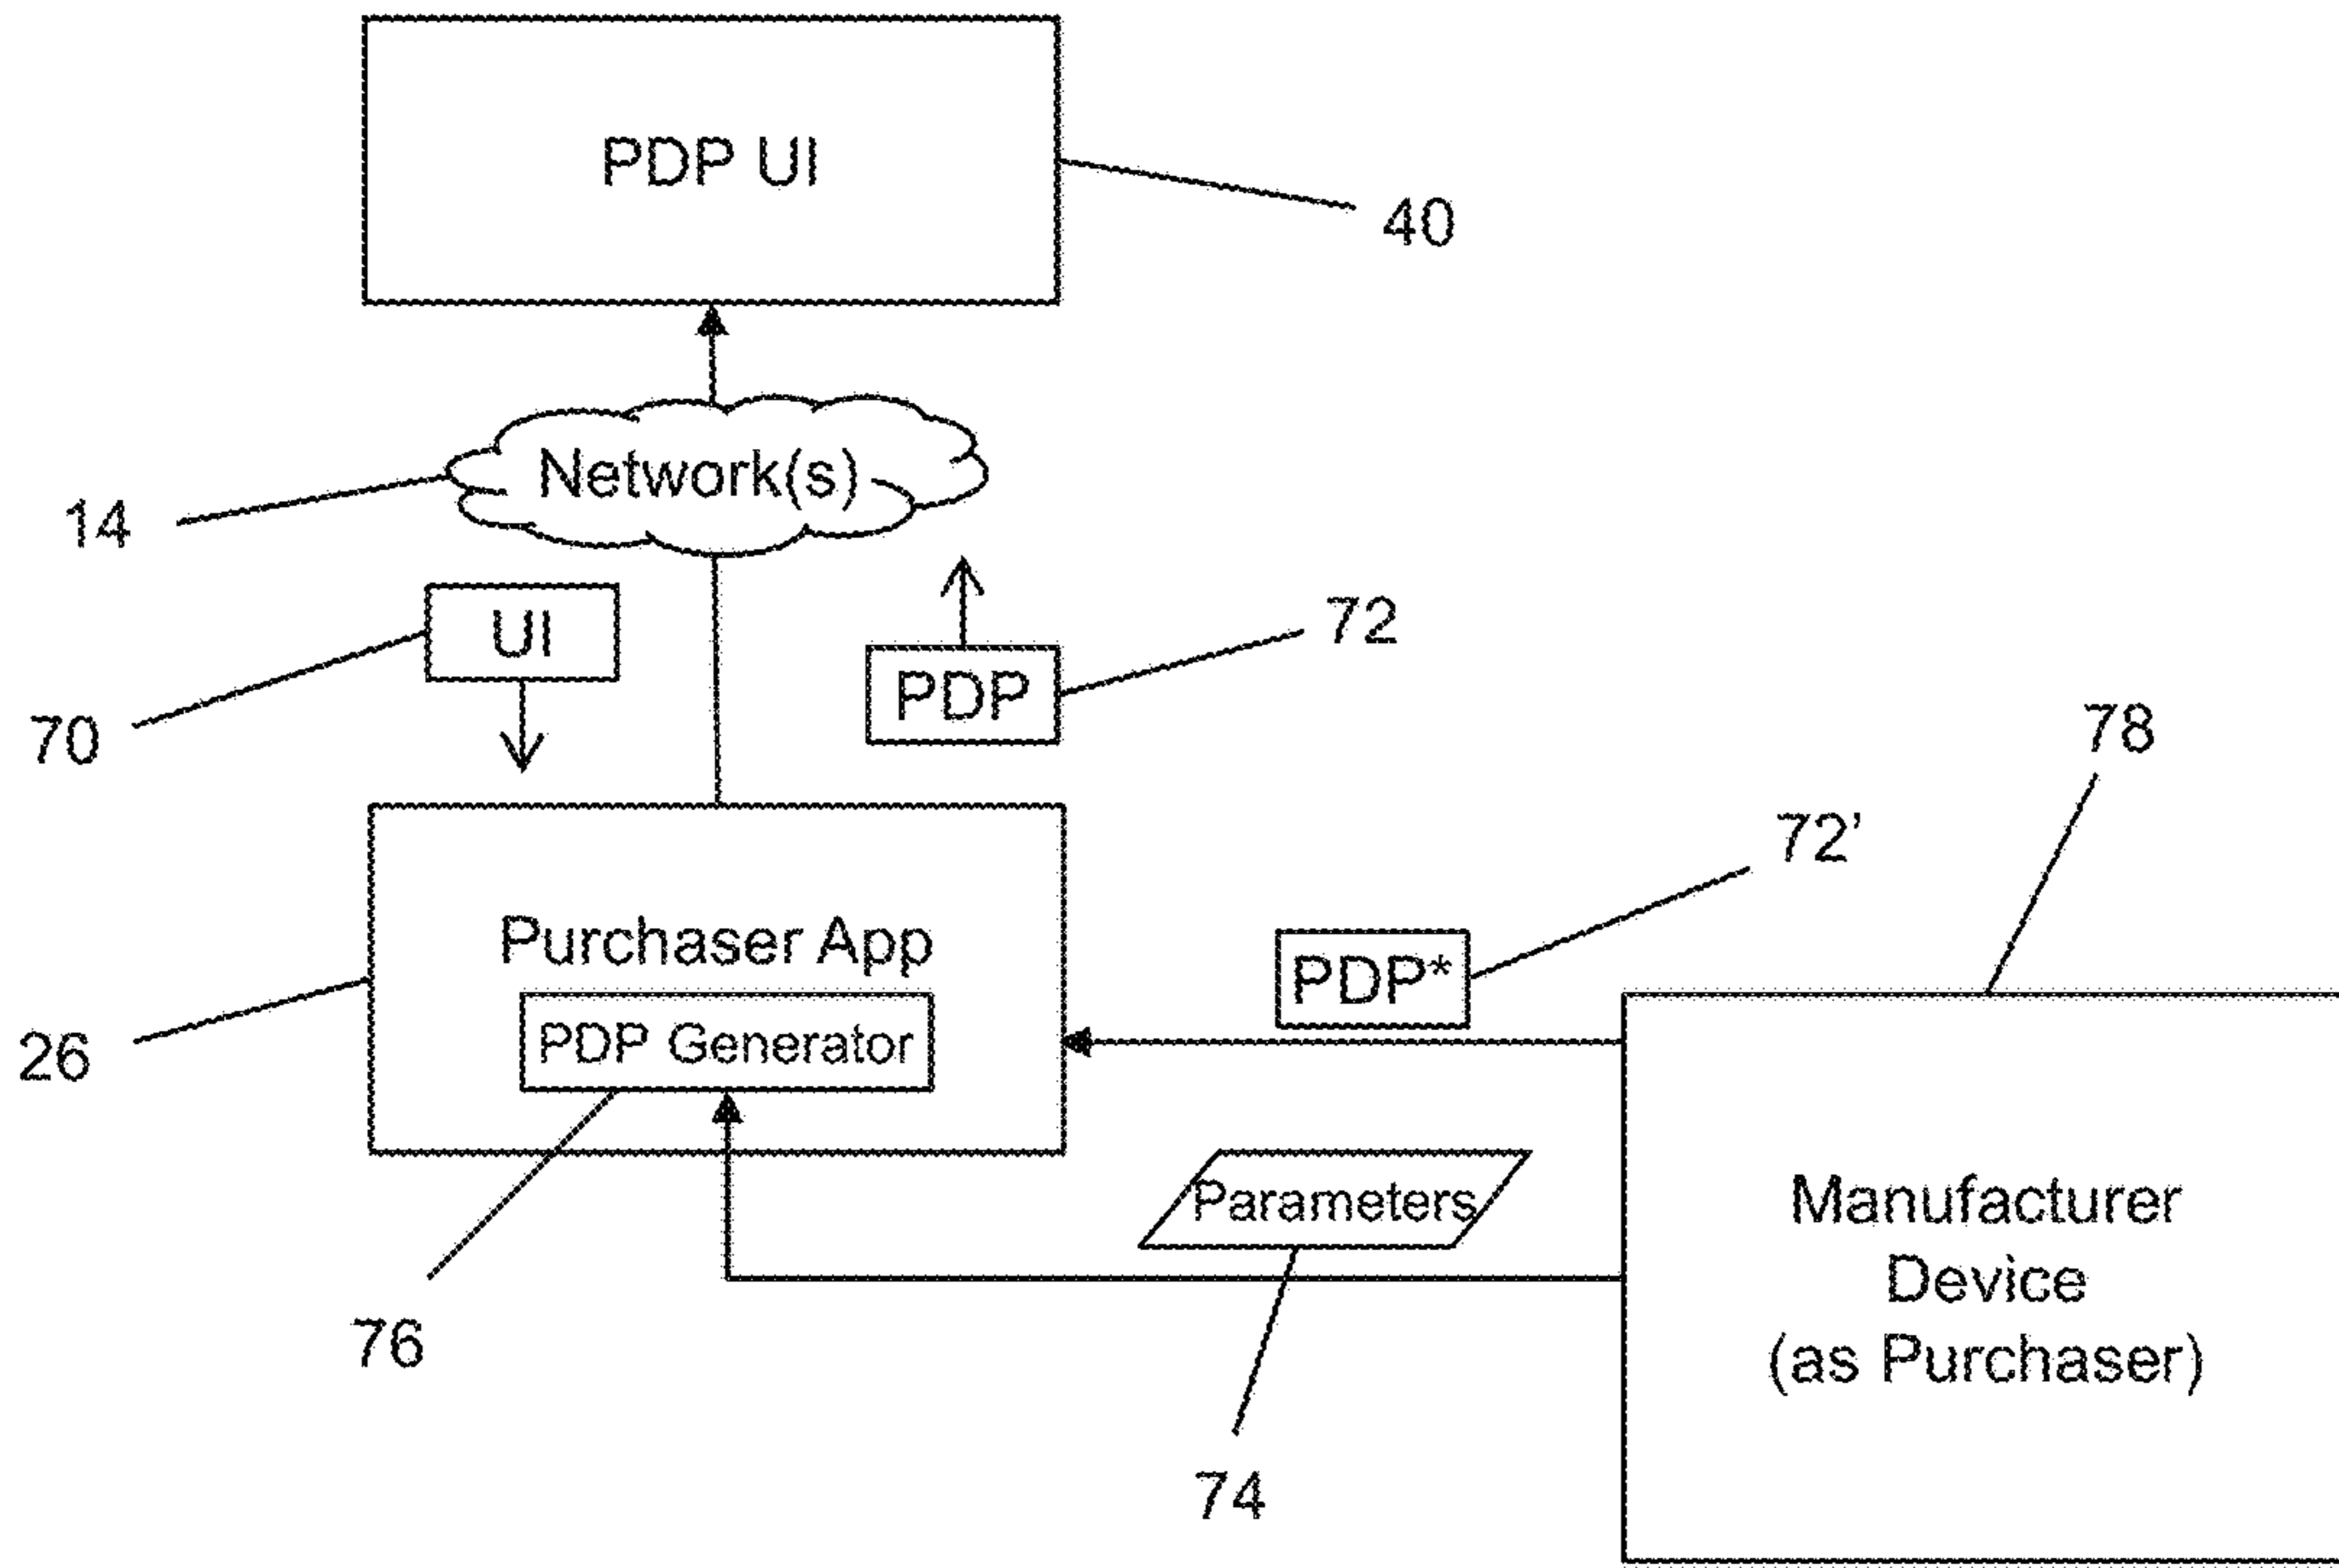 PDP UI
40
Network(s)
14
UI
72
PDP
70
78
72’
Purchaser App
PDP*
PDP Generator
26
Parameters
Manufacturer
Device
(as Purchaser)
76
74